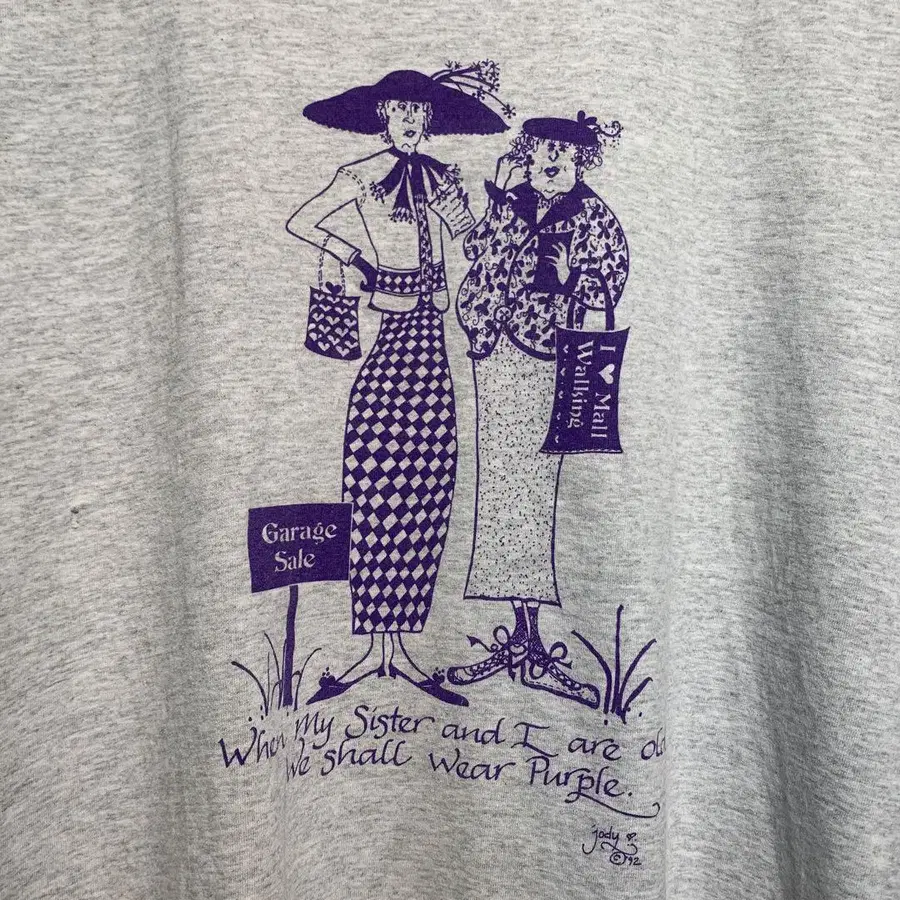 I ♥ Mall
Walking
Garage
Sale
When My Sister and I are old
We shall Wear Purple.
jody
© '92